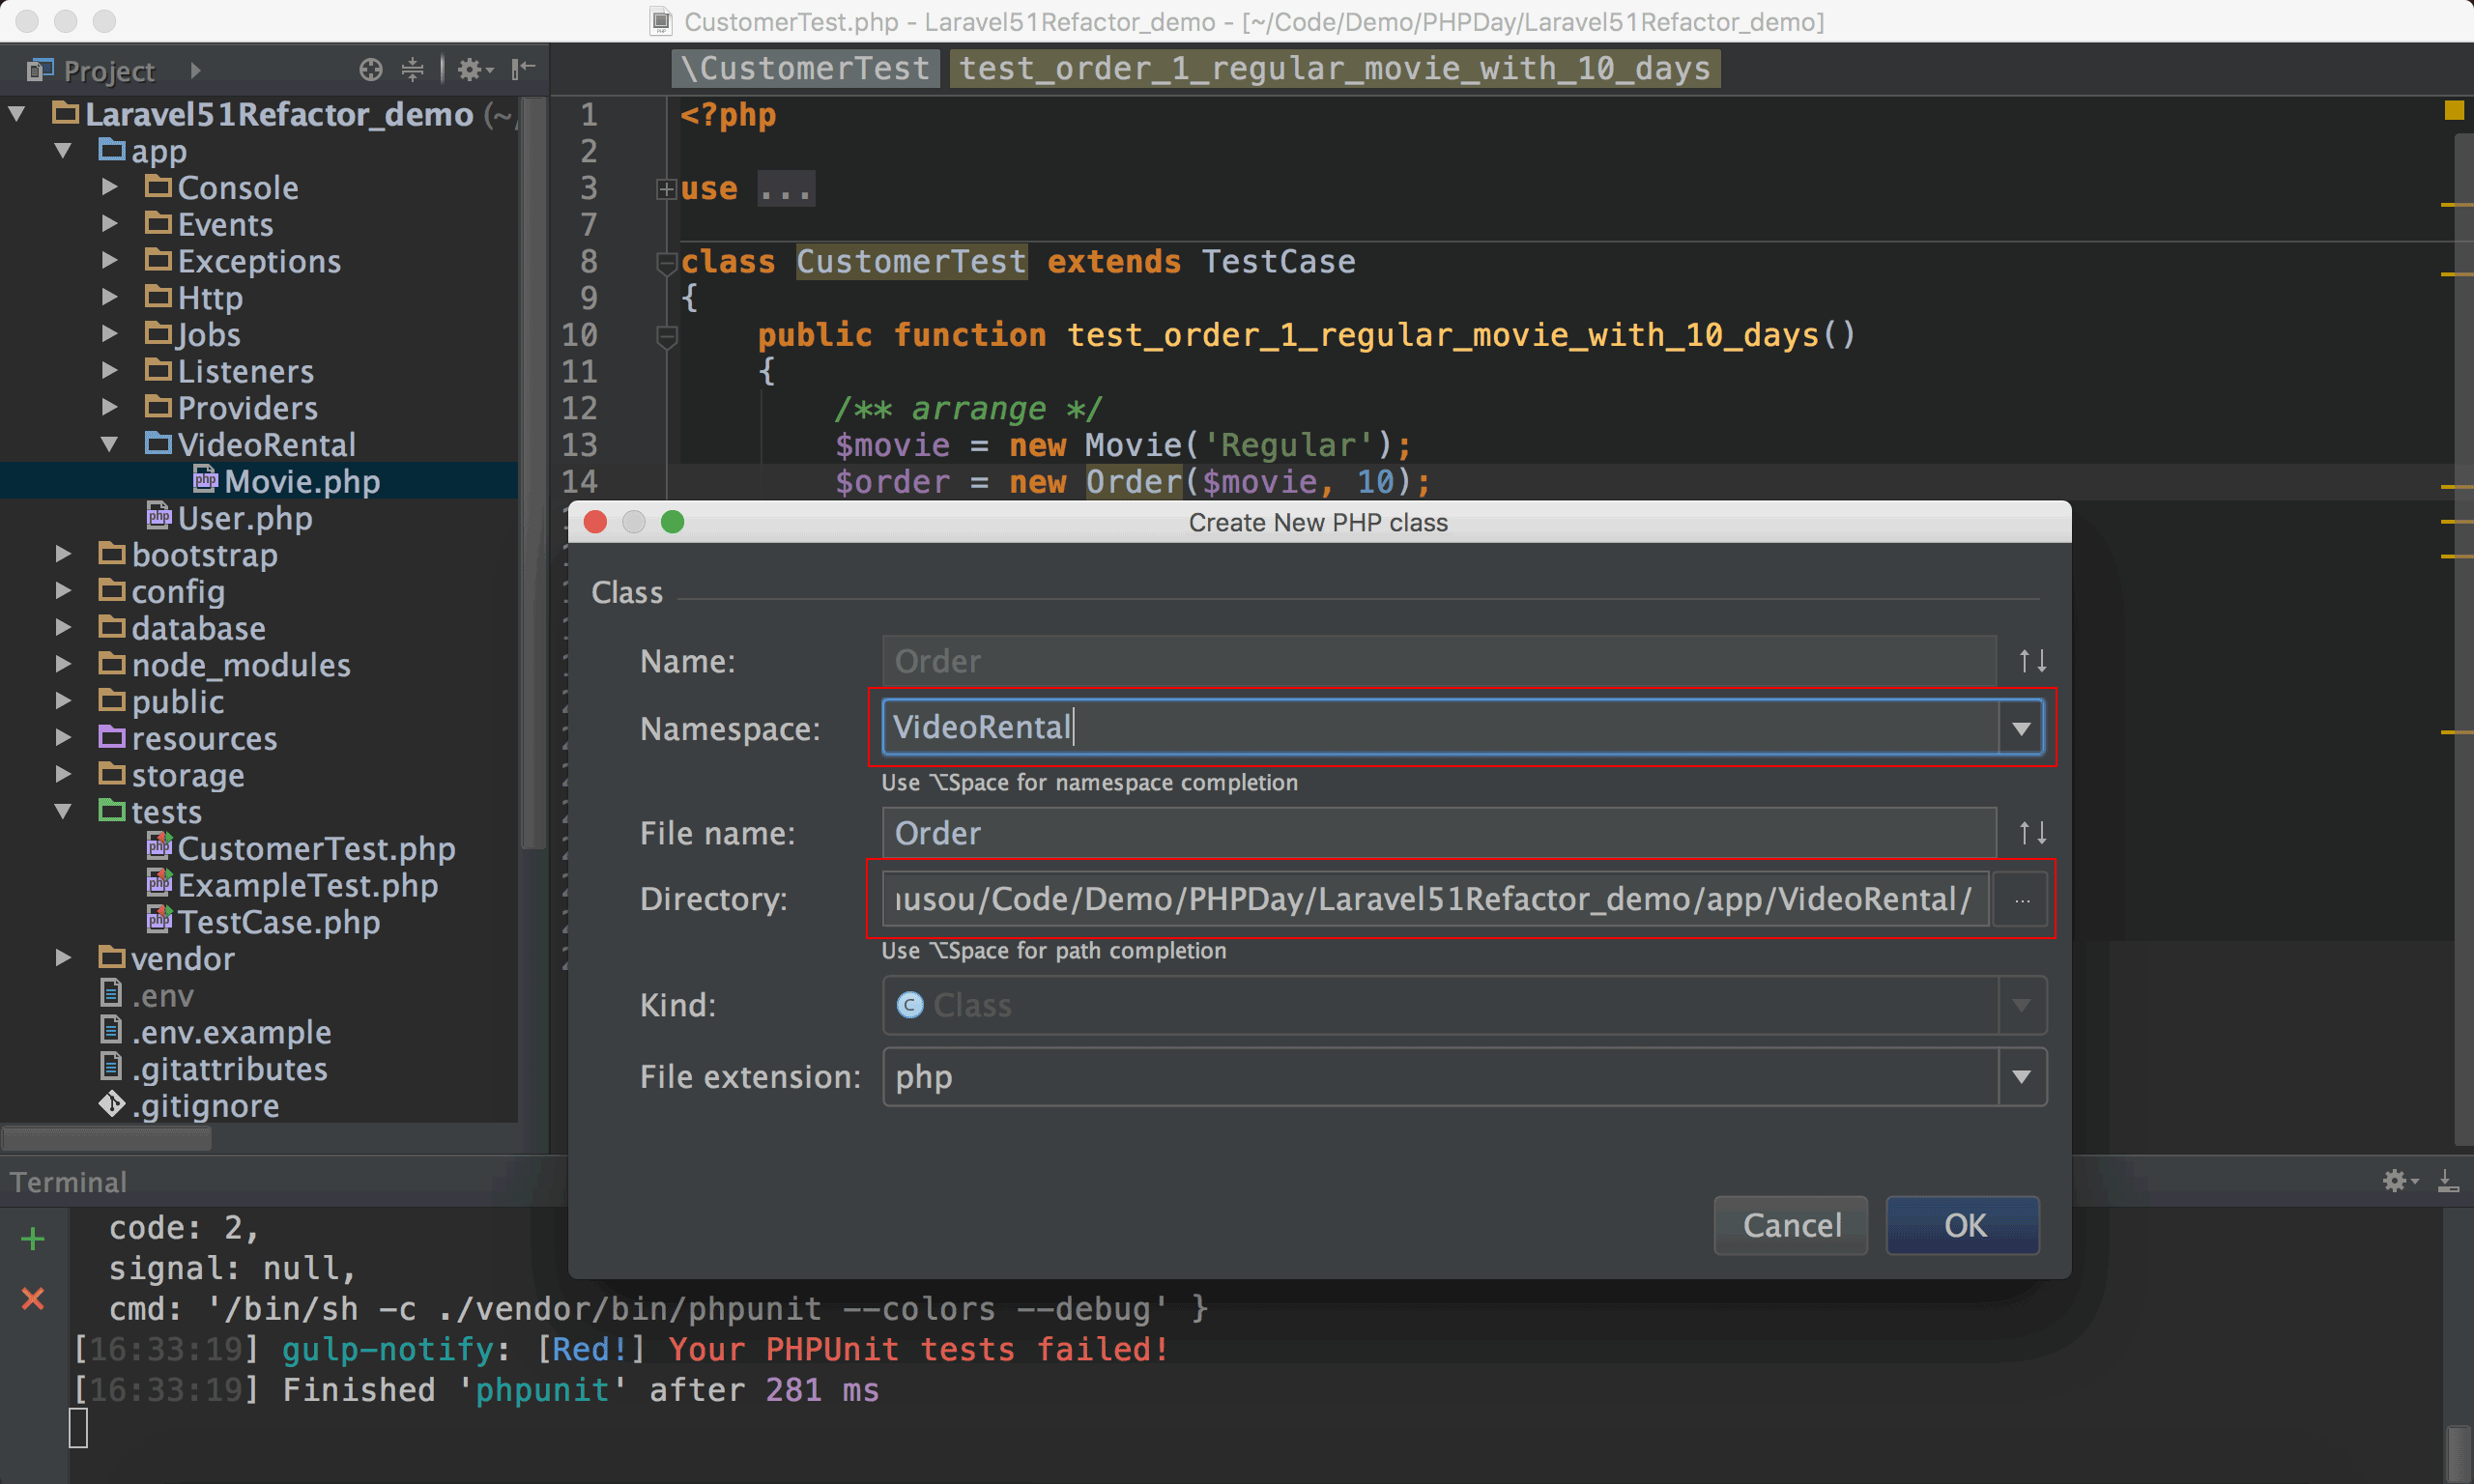 CustomerTest.php - Laravel51Refactor_demo - [~/Code/Demo/PHPDay/Laravel51Refactor_demo]
Project
\CustomerTest test_order_1_regular_movie_with_10_days
Laravel51Refactor_demo (~
app
Console
Events
Exceptions
Http
Jobs
Listeners
Providers
VideoRental
Movie.php
User.php
bootstrap
config
database
node_modules
public
resources
storage
tests
CustomerTest.php
ExampleTest.php
TestCase.php
vendor
.env
.env.example
.gitattributes
.gitignore
1 <?php
2
3 use ...
7
8 class CustomerTest extends TestCase
9 {
10 public function test_order_1_regular_movie_with_10_days()
11 {
12 /** arrange */
13 $movie = new Movie('Regular');
14 $order = new Order($movie, 10);
Create New PHP class
Class
Name: Order
Namespace: VideoRental
Use ⌥Space for namespace completion
File name: Order
Directory: usou/Code/Demo/PHPDay/Laravel51Refactor_demo/app/VideoRental/ ...
Use ⌥Space for path completion
Kind: C Class
File extension: php
Cancel OK
Terminal
code: 2,
signal: null,
cmd: '/bin/sh -c ./vendor/bin/phpunit --colors --debug' }
[16:33:19] gulp-notify: [Red!] Your PHPUnit tests failed!
[16:33:19] Finished 'phpunit' after 281 ms